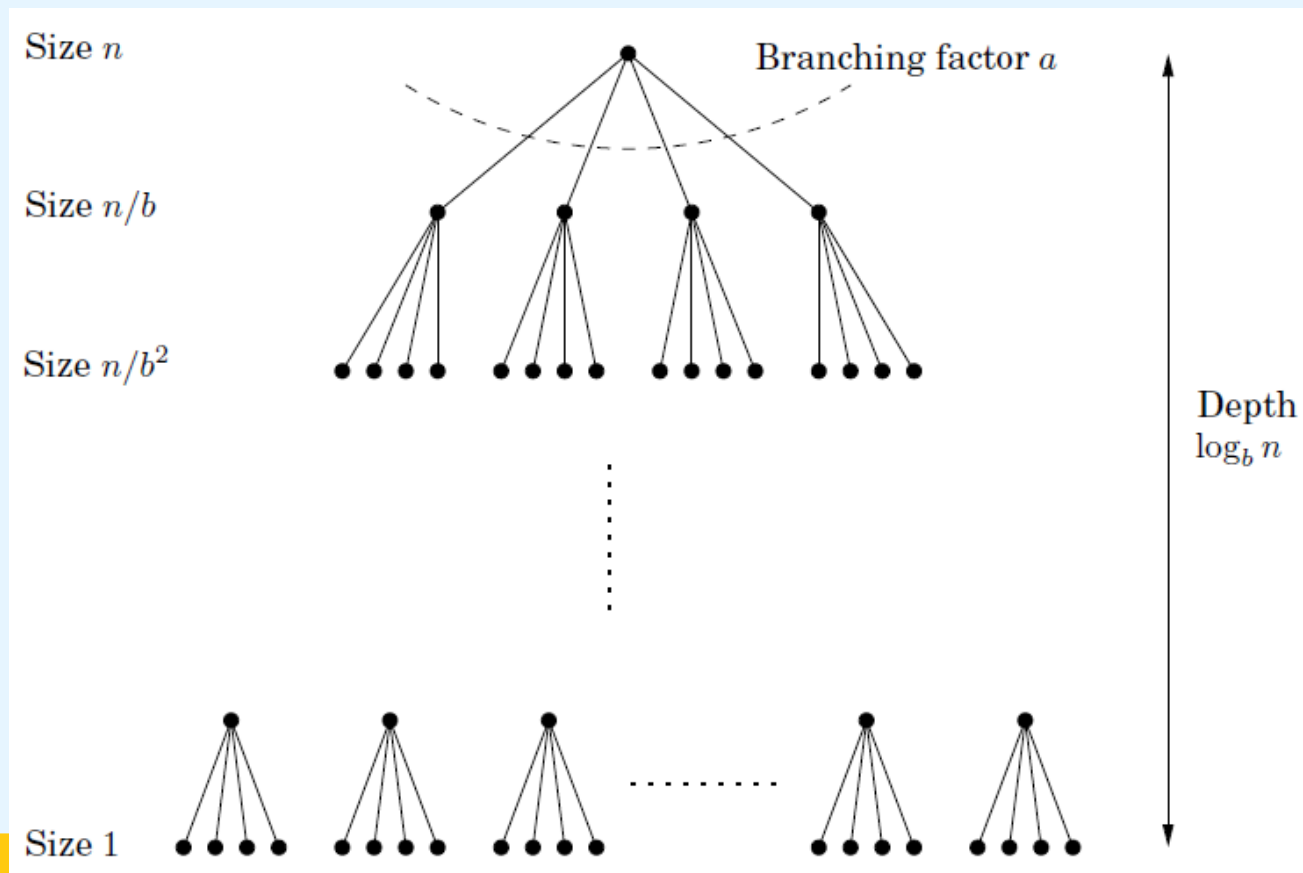 Size n
Branching factor a
Size n/b
Size n/b²
Depth
log_b n
Size 1